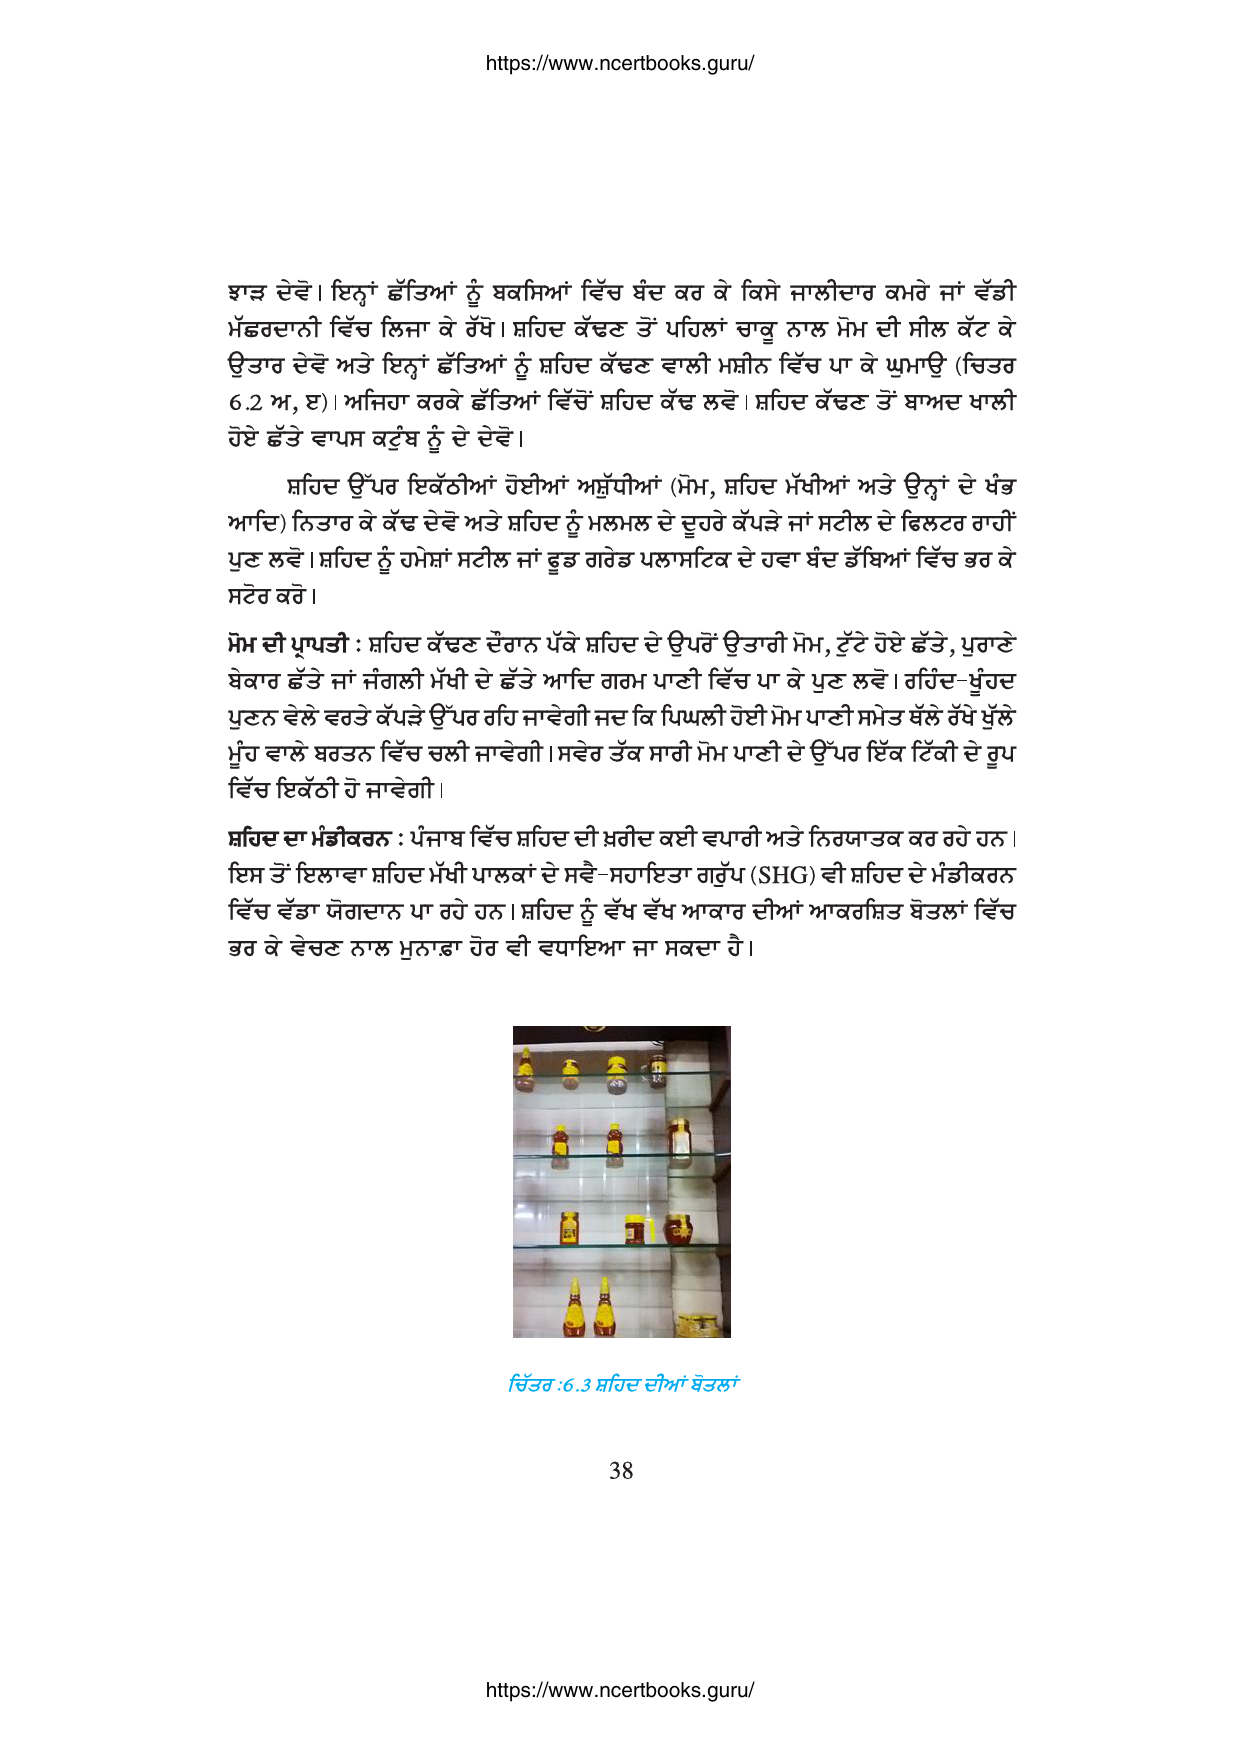 https://www.ncertbooks.guru/
ਝਾੜ ਦੇਵੋ। ਇਨ੍ਹਾਂ ਛੱਤਿਆਂ ਨੂੰ ਬਕਸਿਆਂ ਵਿੱਚ ਬੰਦ ਕਰ ਕੇ ਕਿਸੇ ਜਾਲੀਦਾਰ ਕਮਰੇ ਜਾਂ ਵੱਡੀ
ਮੱਛਰਦਾਨੀ ਵਿੱਚ ਲਿਜਾ ਕੇ ਰੱਖੋ। ਸ਼ਹਿਦ ਕੱਢਣ ਤੋਂ ਪਹਿਲਾਂ ਚਾਕੂ ਨਾਲ ਮੋਮ ਦੀ ਸੀਲ ਕੱਟ ਕੇ
ਉਤਾਰ ਦੇਵੋ ਅਤੇ ਇਨ੍ਹਾਂ ਛੱਤਿਆਂ ਨੂੰ ਸ਼ਹਿਦ ਕੱਢਣ ਵਾਲੀ ਮਸ਼ੀਨ ਵਿੱਚ ਪਾ ਕੇ ਘੁਮਾਉ (ਚਿਤਰ
6.2 ਅ, ੲ)। ਅਜਿਹਾ ਕਰਕੇ ਛੱਤਿਆਂ ਵਿੱਚੋਂ ਸ਼ਹਿਦ ਕੱਢ ਲਵੋ। ਸ਼ਹਿਦ ਕੱਢਣ ਤੋਂ ਬਾਅਦ ਖਾਲੀ
ਹੋਏ ਛੱਤੇ ਵਾਪਸ ਕਟੁੰਬ ਨੂੰ ਦੇ ਦੇਵੋ।
ਸ਼ਹਿਦ ਉੱਪਰ ਇਕੱਠੀਆਂ ਹੋਈਆਂ ਅਸ਼ੁੱਧੀਆਂ (ਮੋਮ, ਸ਼ਹਿਦ ਮੱਖੀਆਂ ਅਤੇ ਉਨ੍ਹਾਂ ਦੇ ਖੰਭ
ਆਦਿ) ਨਿਤਾਰ ਕੇ ਕੱਢ ਦੇਵੋ ਅਤੇ ਸ਼ਹਿਦ ਨੂੰ ਮਲਮਲ ਦੇ ਦੂਹਰੇ ਕੱਪੜੇ ਜਾਂ ਸਟੀਲ ਦੇ ਫਿਲਟਰ ਰਾਹੀਂ
ਪੁਣ ਲਵੋ। ਸ਼ਹਿਦ ਨੂੰ ਹਮੇਸ਼ਾਂ ਸਟੀਲ ਜਾਂ ਫੂਡ ਗਰੇਡ ਪਲਾਸਟਿਕ ਦੇ ਹਵਾ ਬੰਦ ਡੱਬਿਆਂ ਵਿੱਚ ਭਰ ਕੇ
ਸਟੋਰ ਕਰੋ।
ਮੋਮ ਦੀ ਪ੍ਰਾਪਤੀ : ਸ਼ਹਿਦ ਕੱਢਣ ਦੌਰਾਨ ਪੱਕੇ ਸ਼ਹਿਦ ਦੇ ਉਪਰੋਂ ਉਤਾਰੀ ਮੋਮ, ਟੁੱਟੇ ਹੋਏ ਛੱਤੇ, ਪੁਰਾਣੇ
ਬੇਕਾਰ ਛੱਤੇ ਜਾਂ ਜੰਗਲੀ ਮੱਖੀ ਦੇ ਛੱਤੇ ਆਦਿ ਗਰਮ ਪਾਣੀ ਵਿੱਚ ਪਾ ਕੇ ਪੁਣ ਲਵੋ। ਰਹਿੰਦ-ਖੂੰਹਦ
ਪੁਣਨ ਵੇਲੇ ਵਰਤੇ ਕੱਪੜੇ ਉੱਪਰ ਰਹਿ ਜਾਵੇਗੀ ਜਦ ਕਿ ਪਿਘਲੀ ਹੋਈ ਮੋਮ ਪਾਣੀ ਸਮੇਤ ਥੱਲੇ ਰੱਖੇ ਖੁੱਲੇ
ਮੂੰਹ ਵਾਲੇ ਬਰਤਨ ਵਿੱਚ ਚਲੀ ਜਾਵੇਗੀ। ਸਵੇਰ ਤੱਕ ਸਾਰੀ ਮੋਮ ਪਾਣੀ ਦੇ ਉੱਪਰ ਇੱਕ ਟਿੱਕੀ ਦੇ ਰੂਪ
ਵਿੱਚ ਇਕੱਠੀ ਹੋ ਜਾਵੇਗੀ।
ਸ਼ਹਿਦ ਦਾ ਮੰਡੀਕਰਨ : ਪੰਜਾਬ ਵਿੱਚ ਸ਼ਹਿਦ ਦੀ ਖ਼ਰੀਦ ਕਈ ਵਪਾਰੀ ਅਤੇ ਨਿਰਯਾਤਕ ਕਰ ਰਹੇ ਹਨ।
ਇਸ ਤੋਂ ਇਲਾਵਾ ਸ਼ਹਿਦ ਮੱਖੀ ਪਾਲਕਾਂ ਦੇ ਸਵੈ-ਸਹਾਇਤਾ ਗਰੁੱਪ (SHG) ਵੀ ਸ਼ਹਿਦ ਦੇ ਮੰਡੀਕਰਨ
ਵਿੱਚ ਵੱਡਾ ਯੋਗਦਾਨ ਪਾ ਰਹੇ ਹਨ। ਸ਼ਹਿਦ ਨੂੰ ਵੱਖ ਵੱਖ ਆਕਾਰ ਦੀਆਂ ਆਕਰਸ਼ਿਤ ਬੋਤਲਾਂ ਵਿੱਚ
ਭਰ ਕੇ ਵੇਚਣ ਨਾਲ ਮੁਨਾਫ਼ਾ ਹੋਰ ਵੀ ਵਧਾਇਆ ਜਾ ਸਕਦਾ ਹੈ।
ਚਿੱਤਰ :6.3 ਸ਼ਹਿਦ ਦੀਆਂ ਬੋਤਲਾਂ
38
https://www.ncertbooks.guru/